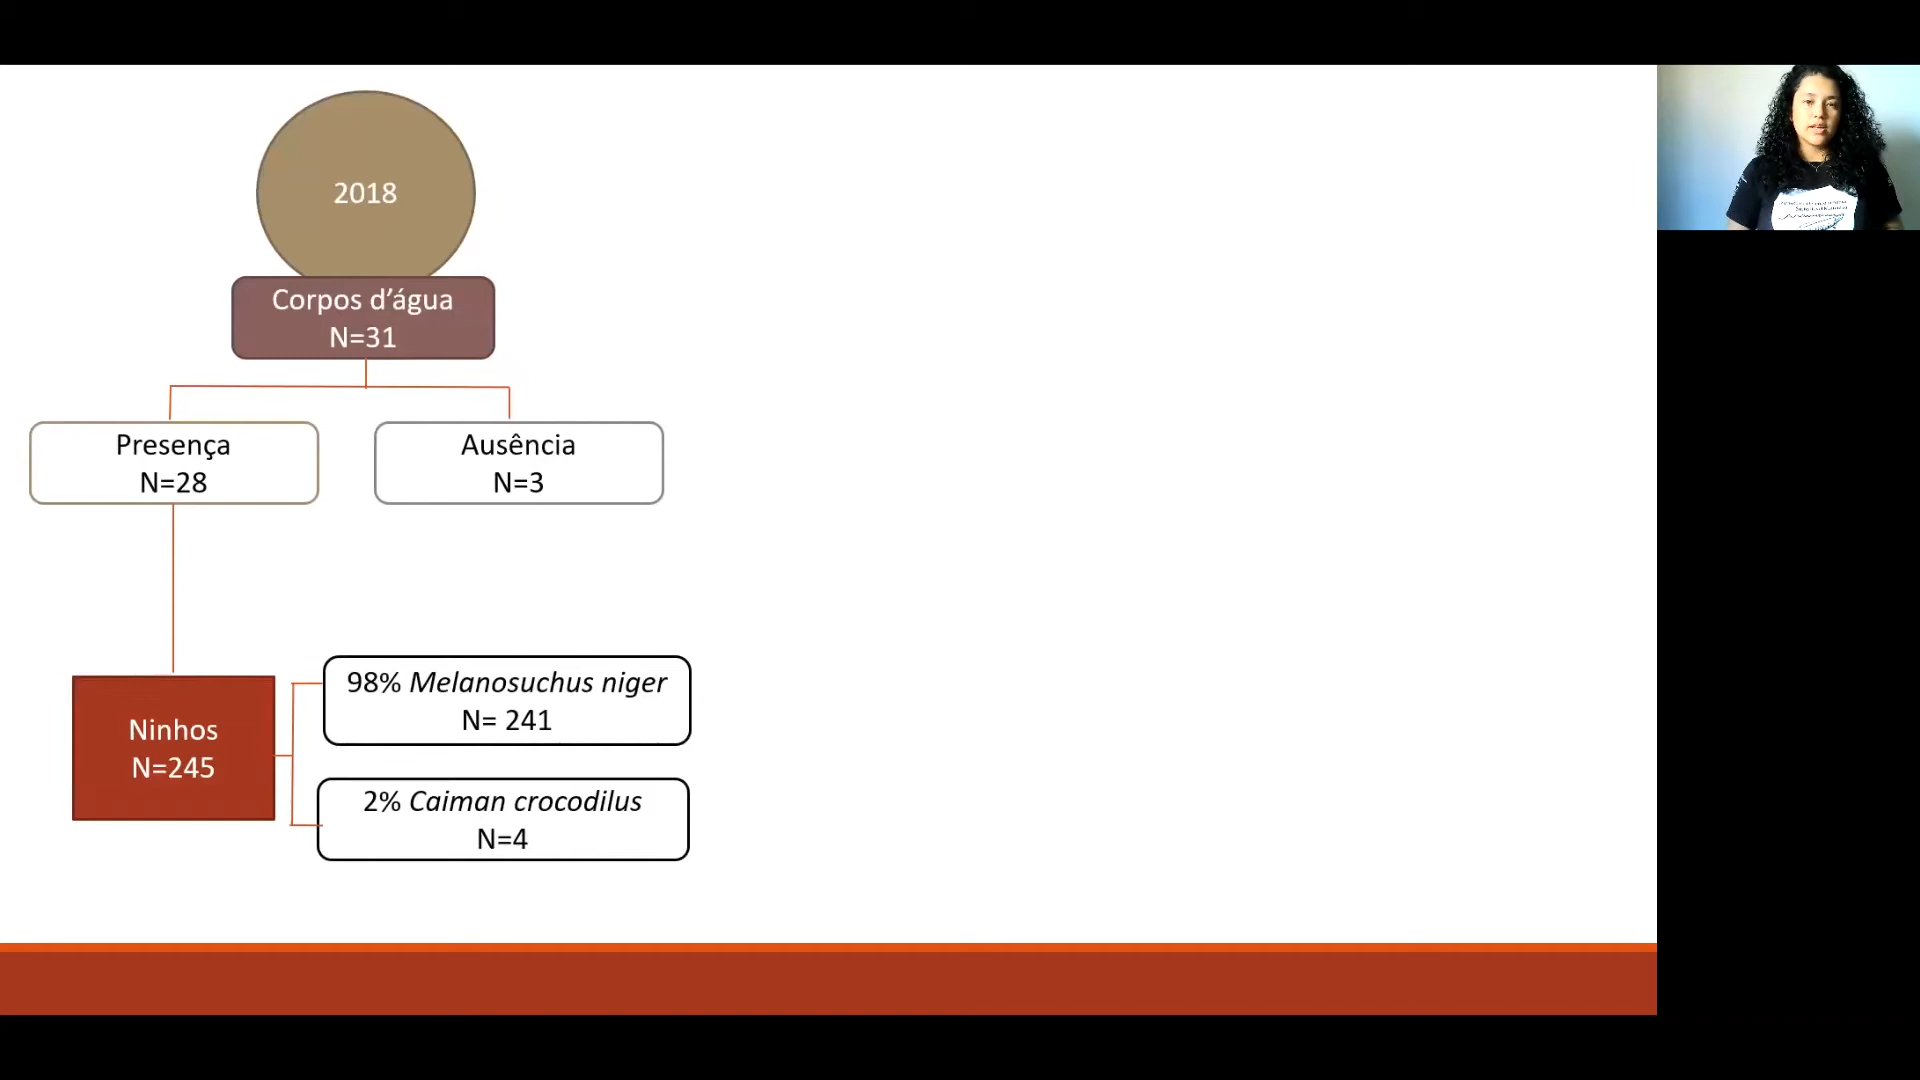 2018
Corpos d’água
N=31
Presença
N=28
Ausência
N=3
Ninhos
N=245
98% Melanosuchus niger
N= 241
2% Caiman crocodilus
N=4